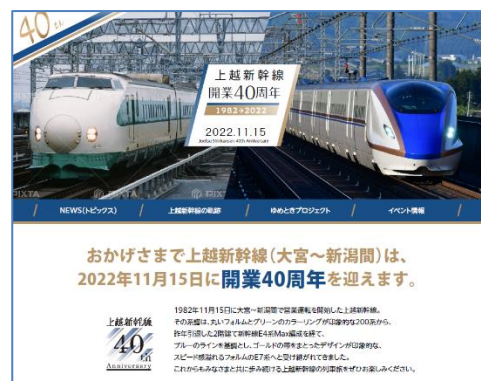 40th
上越新幹線
開業40周年
1982→2022
2022.11.15
Joetsu Shinkansen 40th Anniversary
PIXTA
PIXTA
NEWS(トピックス) / 上越新幹線の軌跡 / ゆめときプロジェクト / イベント情報
おかげさまで上越新幹線(大宮～新潟間)は、
2022年11月15日に開業40周年を迎えます。
上越新幹線
40th
Anniversary
1982年11月15日に大宮～新潟間で営業運転を開始した上越新幹線。
その系譜は、丸いフォルムとグリーンのカラーリングが印象的な200系から、
昨年引退した2階建て新幹線E4系Max編成を経て、
ブルーのラインを基調とし、ゴールドの帯をまとったデザインが印象的な、
スピード感溢れるフォルムのE7系へと受け継がれてきました。
これからもみなさまと共に歩み続ける上越新幹線の列車旅をぜひお楽しみください。